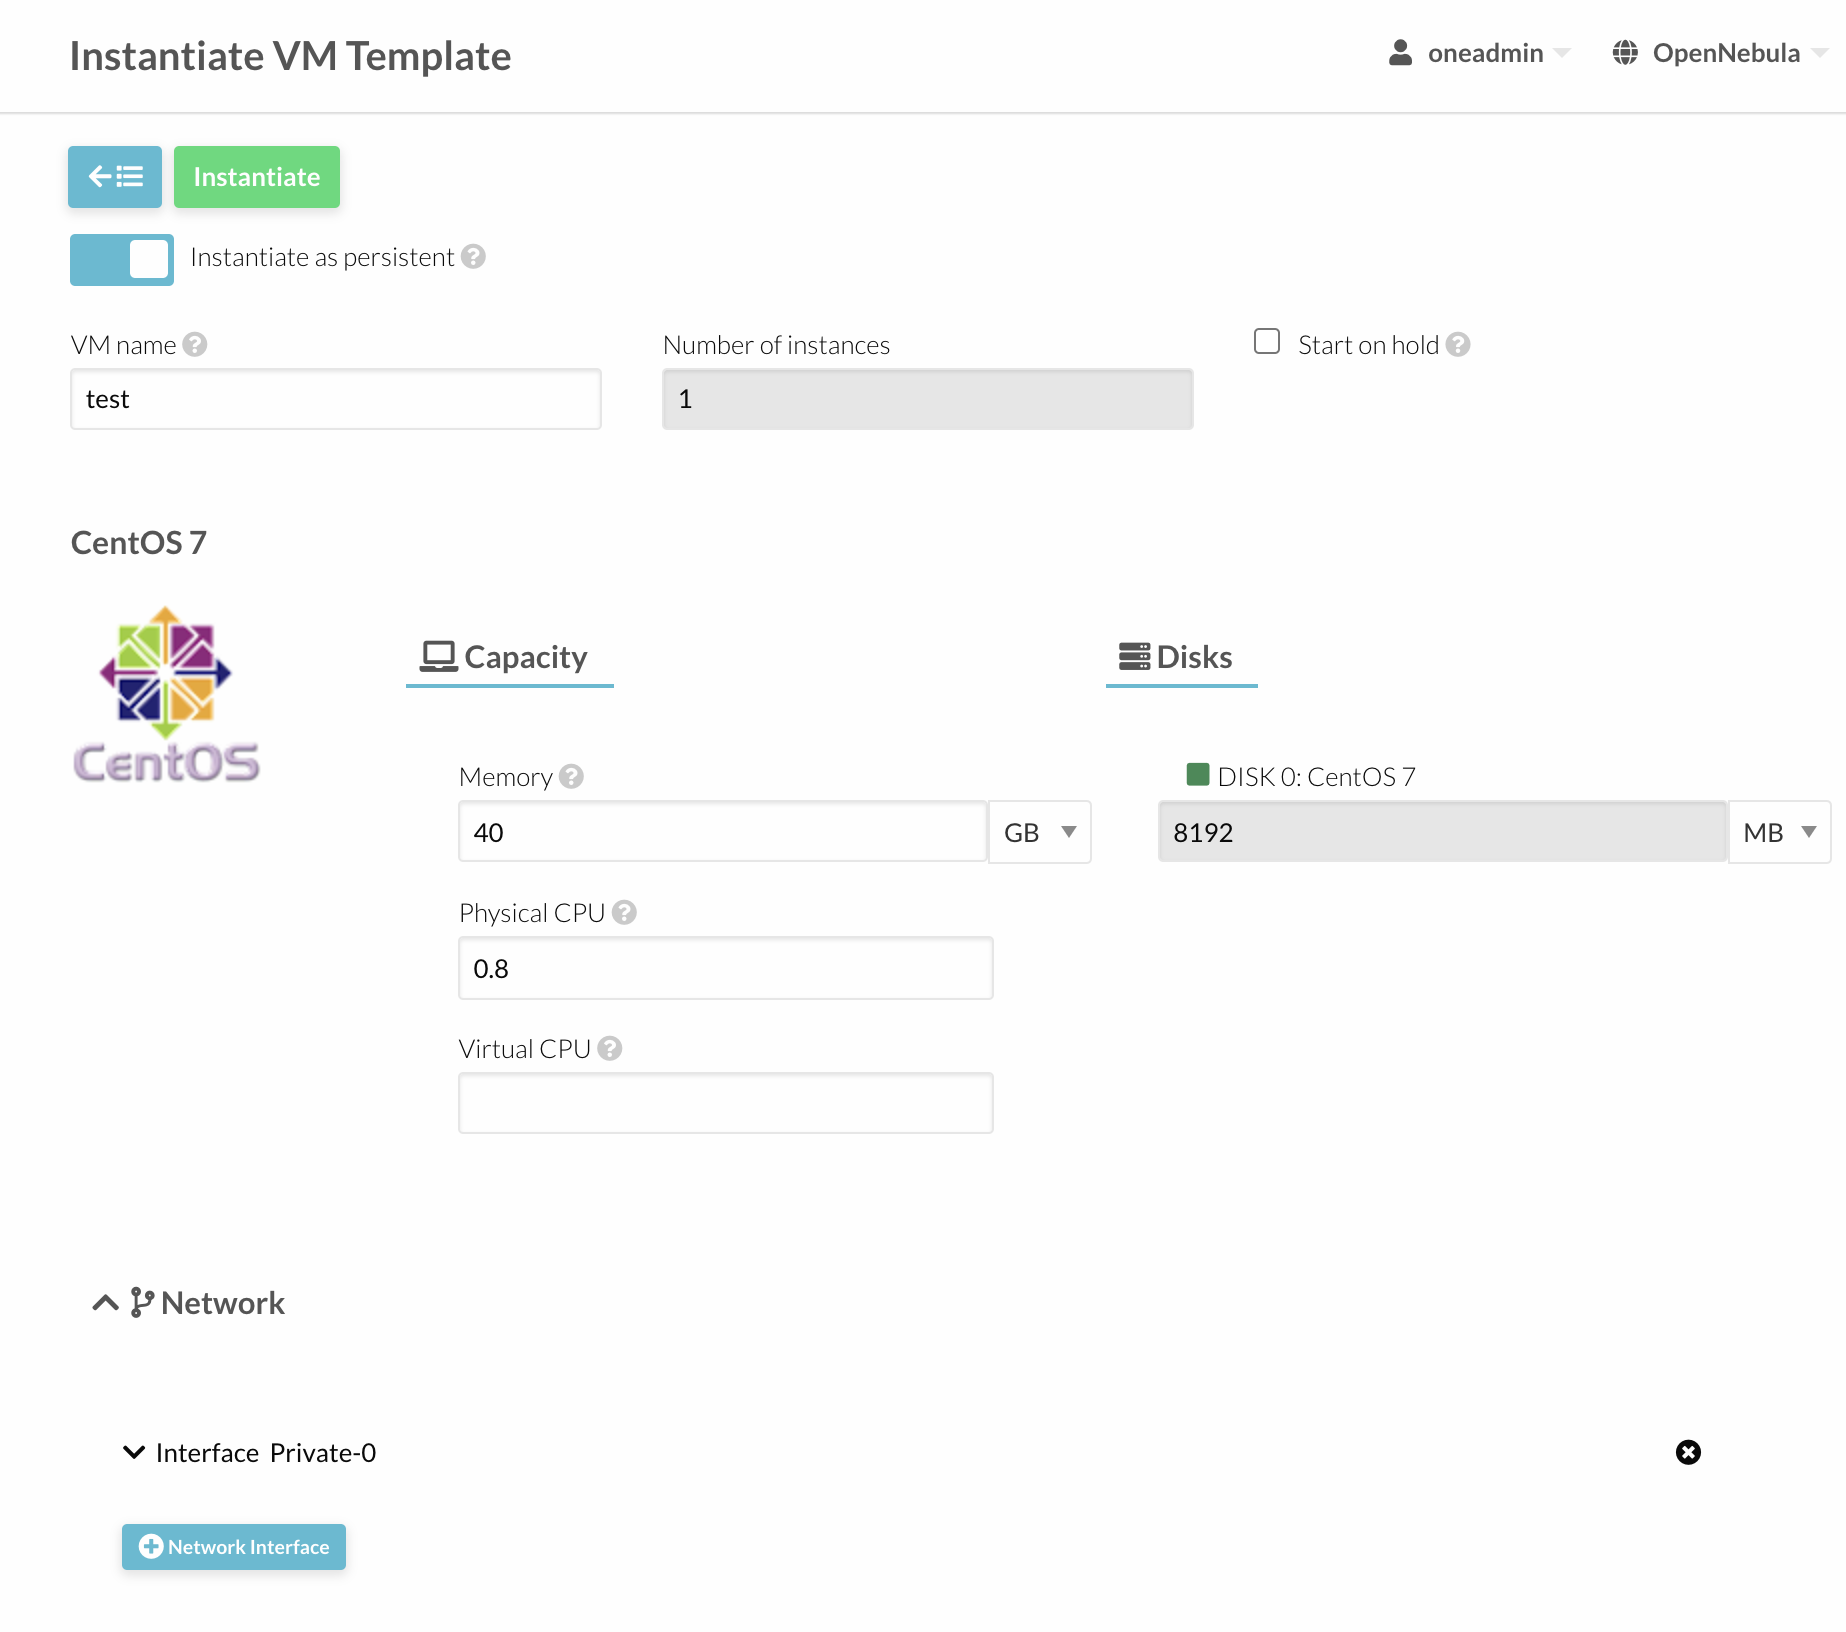 Instantiate VM Template
oneadmin
OpenNebula
Instantiate
Instantiate as persistent ?
VM name ?
Number of instances
Start on hold ?
test
1
CentOS 7
CentOS
Capacity
Disks
Memory ?
DISK 0: CentOS 7
40
GB
8192
MB
Physical CPU ?
0.8
Virtual CPU ?
Network
Interface Private-0
Network Interface